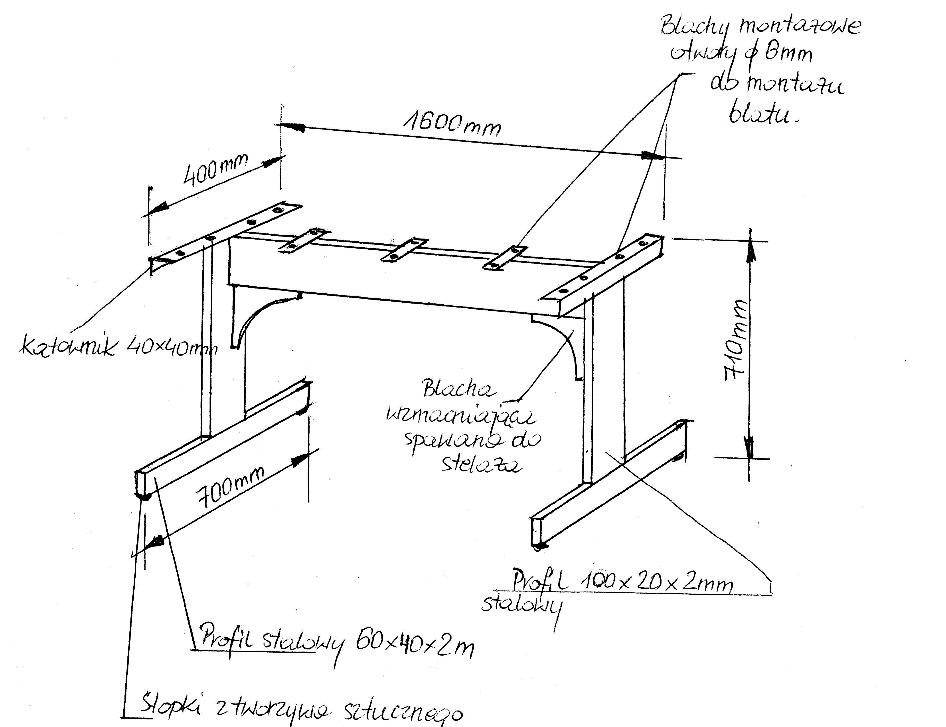 Blachy montażowe
otwory ϕ 8mm
do montażu
blatu.
1600mm
400mm
Kątownik 40x40mm
710mm
Blacha
wzmacniająca
spawana do
stelaża
700mm
Profil 100x20x2mm
stalowy
Profil stalowy 60x40x2m
Stopki z tworzywa sztucznego